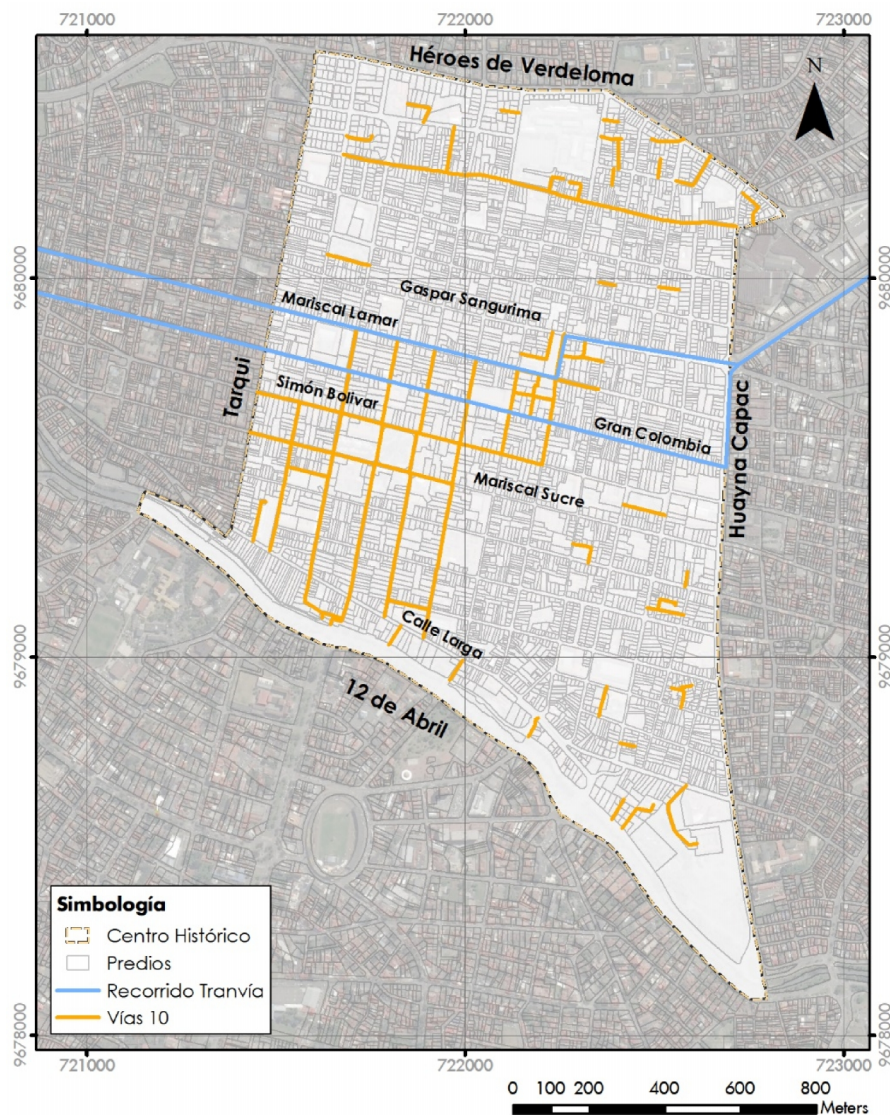 721000 722000 723000
Héroes de Verdeloma
N
9680000 9680000
Gaspar Sangurima
Mariscal Lamar
Tarqui
Simón Bolivar
Gran Colombia
Huayna Capac
Mariscal Sucre
9679000 9679000
Calle Larga
12 de Abril
Simbología
Centro Histórico
Predios
Recorrido Tranvía
Vías 10
9678000 9678000
721000 722000 723000
0 100 200 400 600 800
Meters